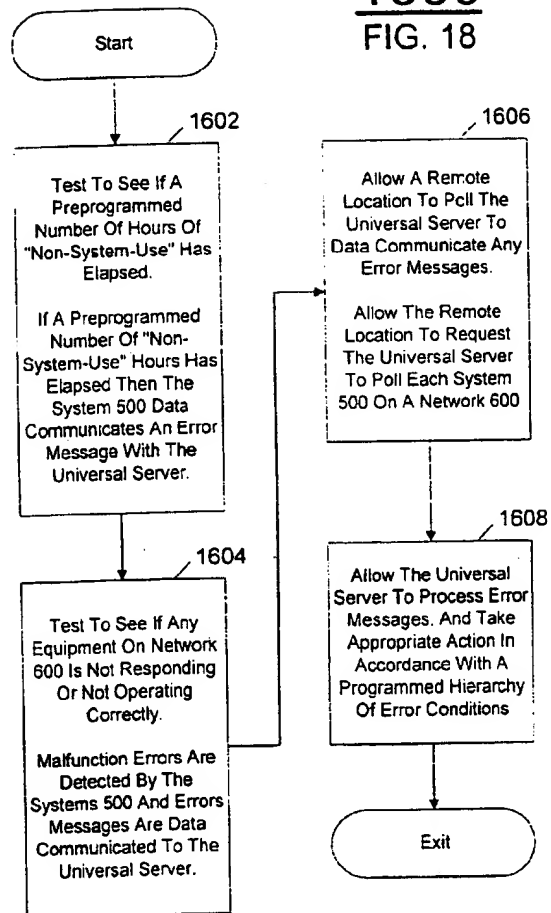 FIG. 18
Start
1602
Test To See If A
Preprogrammed
Number Of Hours Of
"Non-System-Use" Has
Elapsed.
If A Preprogrammed
Number Of "Non-
System-Use" Hours Has
Elapsed Then The
System 500 Data
Communicates An Error
Message With The
Universal Server.
1604
Test To See If Any
Equipment On Network
600 Is Not Responding
Or Not Operating
Correctly.
Malfunction Errors Are
Detected By The
Systems 500 And Errors
Messages Are Data
Communicated To The
Universal Server.
1606
Allow A Remote
Location To Poll The
Universal Server To
Data Communicate Any
Error Messages.
Allow The Remote
Location To Request
The Universal Server
To Poll Each System
500 On A Network 600
1608
Allow The Universal
Server To Process Error
Messages. And Take
Appropriate Action In
Accordance With A
Programmed Hierarchy
Of Error Conditions
Exit